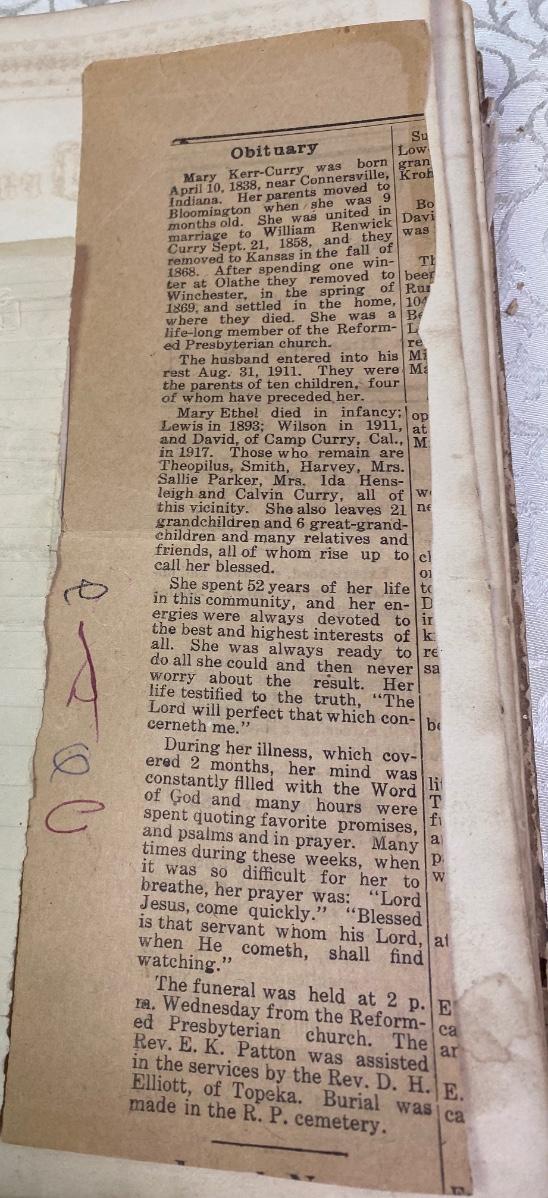 Obituary
Mary Kerr-Curry was born
April 10, 1838, near Connersville,
Indiana. Her parents moved to
Bloomington when she was 9
months old. She was united in
marriage to William Renwick
Curry Sept. 21, 1858, and they
removed to Kansas in the fall of
1868. After spending one win-
ter at Olathe they removed to
Winchester, in the spring of
1869, and settled in the home,
where they died. She was a
life-long member of the Reform-
ed Presbyterian church.
The husband entered into his
rest Aug. 31, 1911. They were
the parents of ten children, four
of whom have preceded her.
Mary Ethel died in infancy;
Lewis in 1893; Wilson in 1911,
and David, of Camp Curry, Cal.,
in 1917. Those who remain are
Theopilus, Smith, Harvey, Mrs.
Sallie Parker, Mrs. Ida Hens-
leigh and Calvin Curry, all of
this vicinity. She also leaves 21
grandchildren and 6 great-grand-
children and many relatives and
friends, all of whom rise up to
call her blessed.
She spent 52 years of her life
in this community, and her en-
ergies were always devoted to
the best and highest interests of
all. She was always ready to
do all she could and then never
worry about the result. Her
life testified to the truth, "The
Lord will perfect that which con-
cerneth me."
During her illness, which cov-
ered 2 months, her mind was
constantly filled with the Word
of God and many hours were
spent quoting favorite promises,
and psalms and in prayer. Many
times during these weeks, when
it was so difficult for her to
breathe, her prayer was: "Lord
Jesus, come quickly." "Blessed
is that servant whom his Lord,
when He cometh, shall find
watching."
The funeral was held at 2 p.
m. Wednesday from the Reform-
ed Presbyterian church. The
Rev. E. K. Patton was assisted
in the services by the Rev. D. H.
Elliott, of Topeka. Burial was
made in the R. P. cemetery.